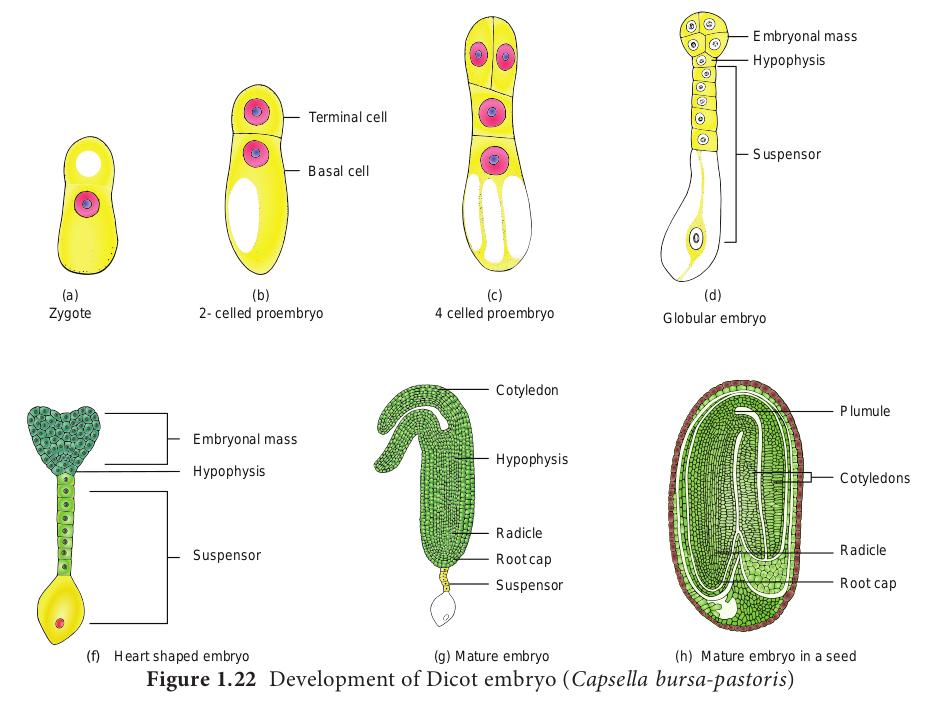 Embryonal mass
Hypophysis
Suspensor
Terminal cell
Basal cell
(a)
Zygote
(b)
2- celled proembryo
(c)
4 celled proembryo
(d)
Globular embryo
Embryonal mass
Hypophysis
Suspensor
Cotyledon
Hypophysis
Radicle
Root cap
Suspensor
Plumule
Cotyledons
Radicle
Root cap
(f) Heart shaped embryo
(g) Mature embryo
(h) Mature embryo in a seed
Figure 1.22 Development of Dicot embryo (Capsella bursa-pastoris)